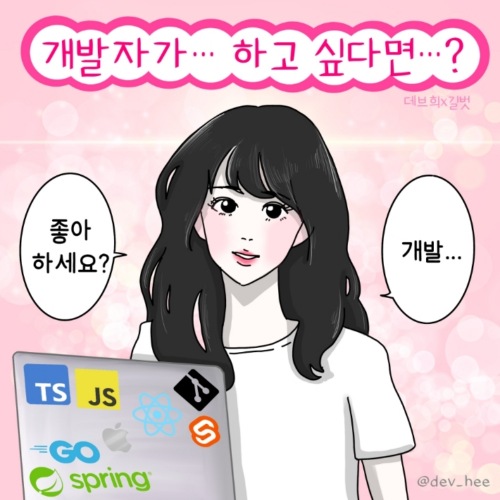 개발자가… 하고 싶다면…?
데브희x길벗
개발...
좋아
하세요?
TS
JS
GO
spring
@dev_hee